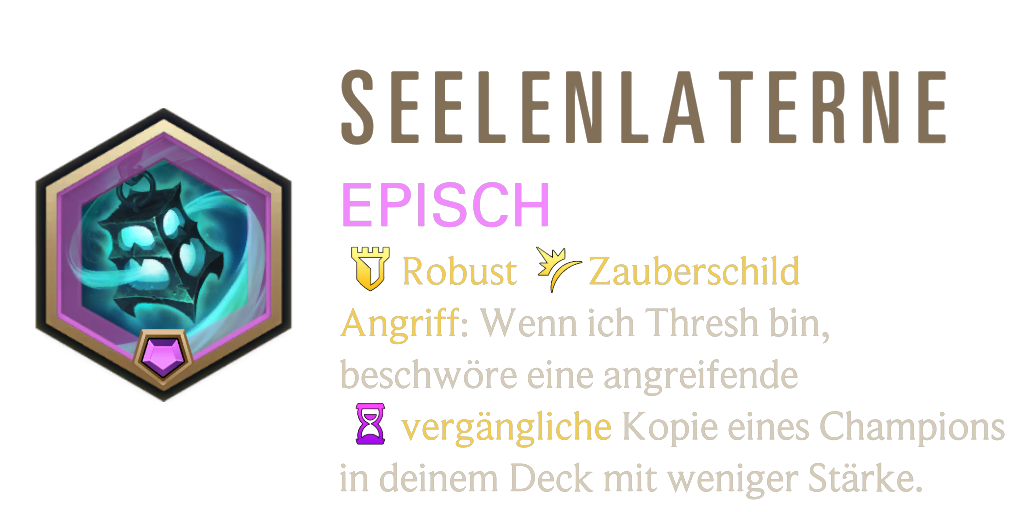 SEELENLATERNE
EPISCH
Robust Zauberschild
Angriff: Wenn ich Thresh bin,
beschwöre eine angreifende
vergängliche Kopie eines Champions
in deinem Deck mit weniger Stärke.